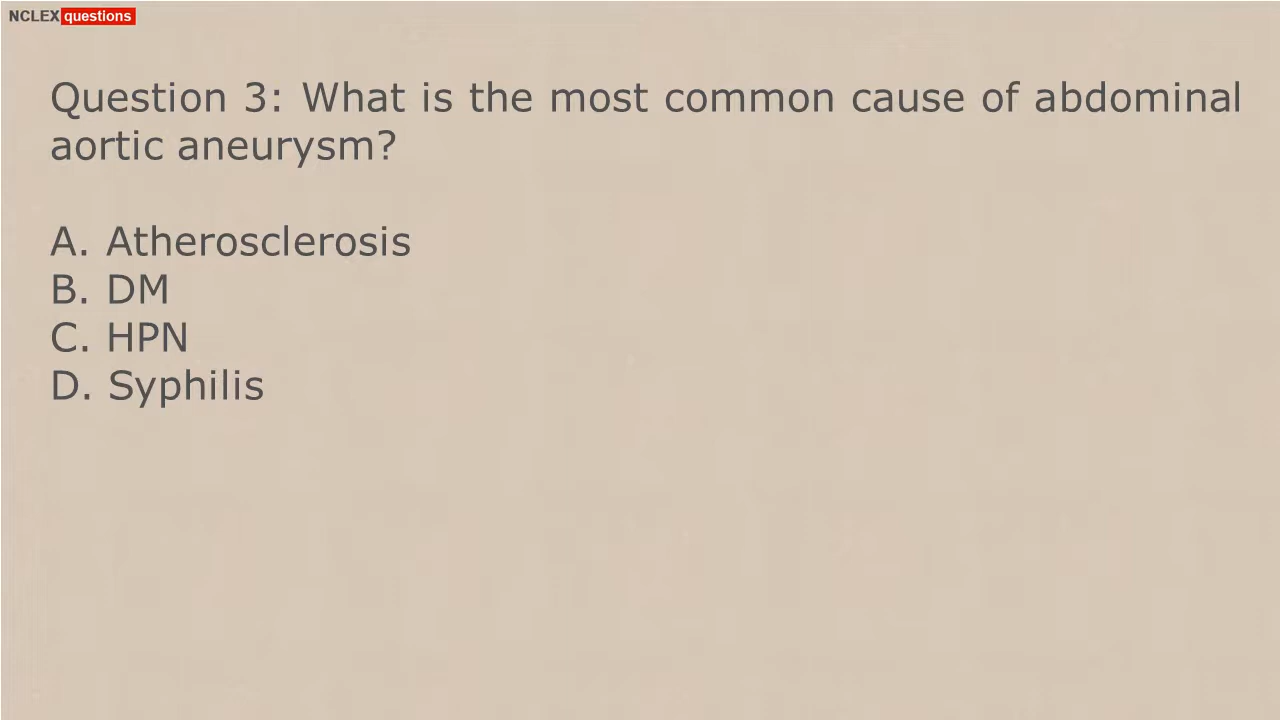 NCLEX questions
Question 3: What is the most common cause of abdominal
aortic aneurysm?
A. Atherosclerosis
B. DM
C. HPN
D. Syphilis